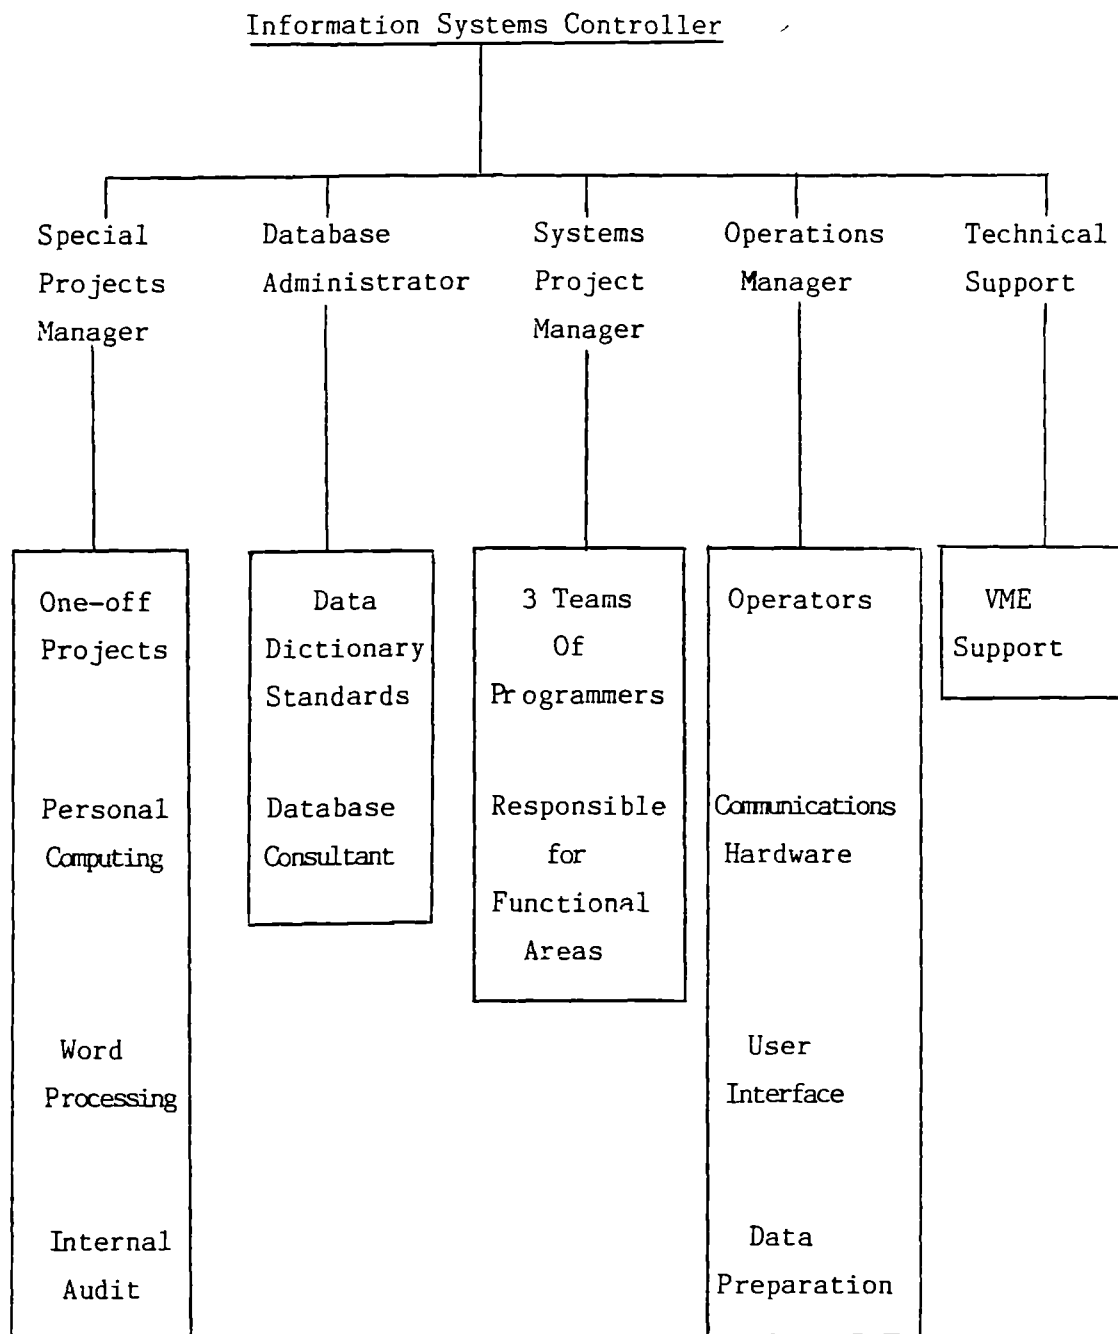 Information Systems Controller
Special
Projects
Manager
Database
Administrator
Systems
Project
Manager
Operations
Manager
Technical
Support
One-off
Projects
Personal
Computing
Word
Processing
Internal
Audit
Data
Dictionary
Standards
Database
Consultant
3 Teams
Of
Programmers
Responsible
for
Functional
Areas
Operators
Communications
Hardware
User
Interface
Data
Preparation
VME
Support